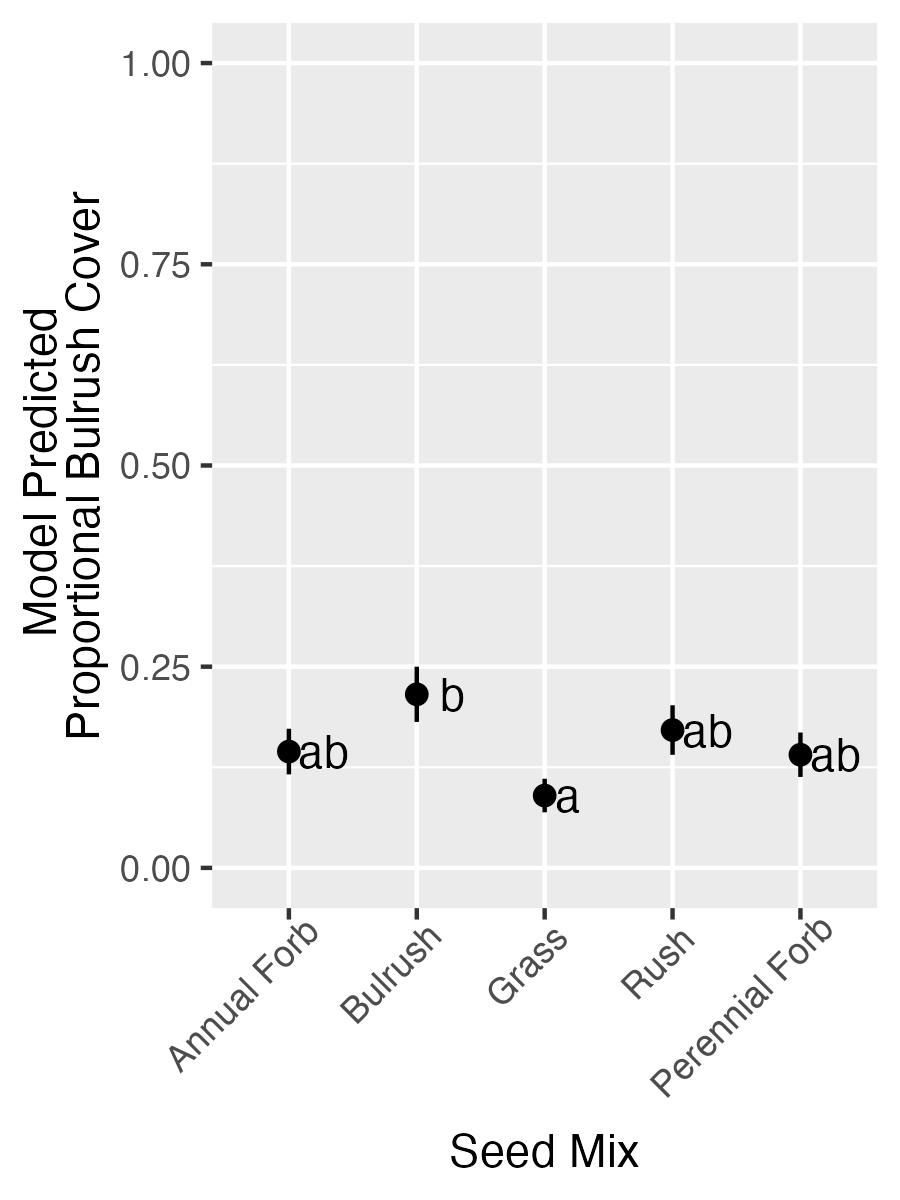 Model Predicted
Proportional Bulrush Cover
1.00
0.75
0.50
0.25
0.00
ab
b
a
ab
ab
Annual Forb
Bulrush
Grass
Rush
Perennial Forb
Seed Mix